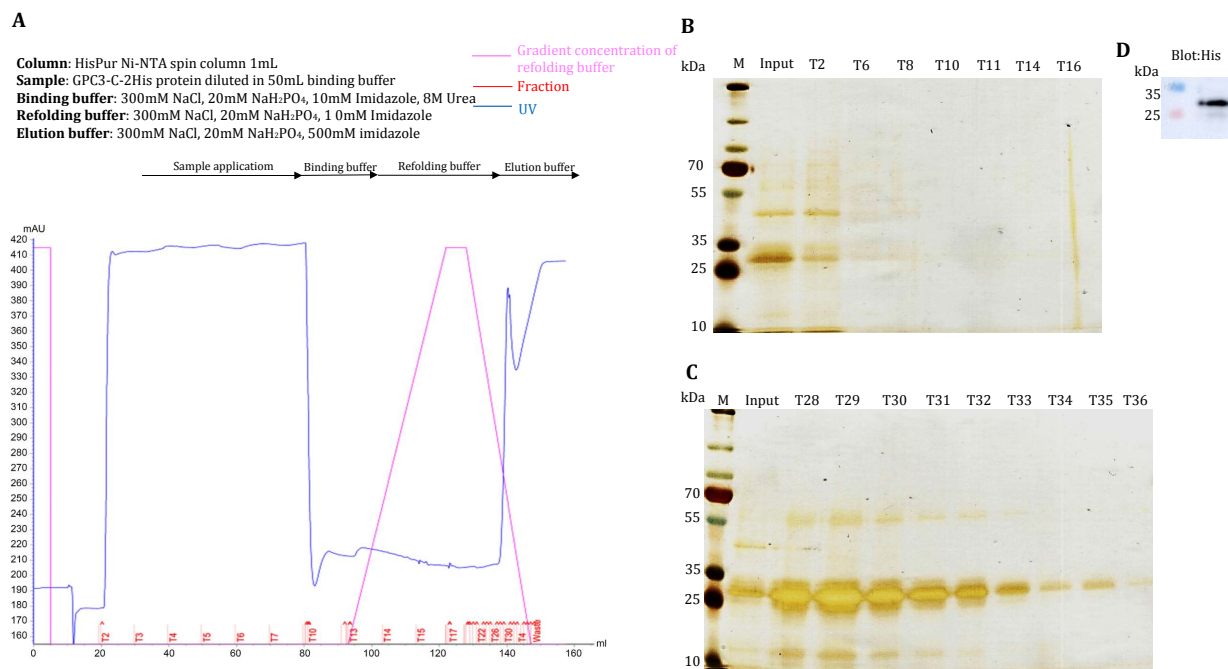 A
Column: HisPur Ni-NTA spin column 1mL
Sample: GPC3-C-2His protein diluted in 50mL binding buffer
Binding buffer: 300mM NaCl, 20mM NaH₂PO₄, 10mM Imidazole, 8M Urea
Refolding buffer: 300mM NaCl, 20mM NaH₂PO₄, 1 0mM Imidazole
Elution buffer: 300mM NaCl, 20mM NaH₂PO₄, 500mM imidazole
Gradient concentration of
refolding buffer
Fraction
UV
Sample applicatiom Binding buffer Refolding buffer Elution buffer
mAU
420
410
400
390
380
370
360
350
340
330
320
310
300
290
280
270
260
250
240
230
220
210
200
190
180
170
160
T2 T3 T4 T5 T6 T7 T10 T13 T14 T15 T17 T22 T26 T30 T4 Waste
0 20 40 60 80 100 120 140 160 ml
B
kDa M Input T2 T6 T8 T10 T11 T14 T16
70
55
35
25
10
C
kDa M Input T28 T29 T30 T31 T32 T33 T34 T35 T36
70
55
35
25
10
D
Blot:His
kDa
35
25